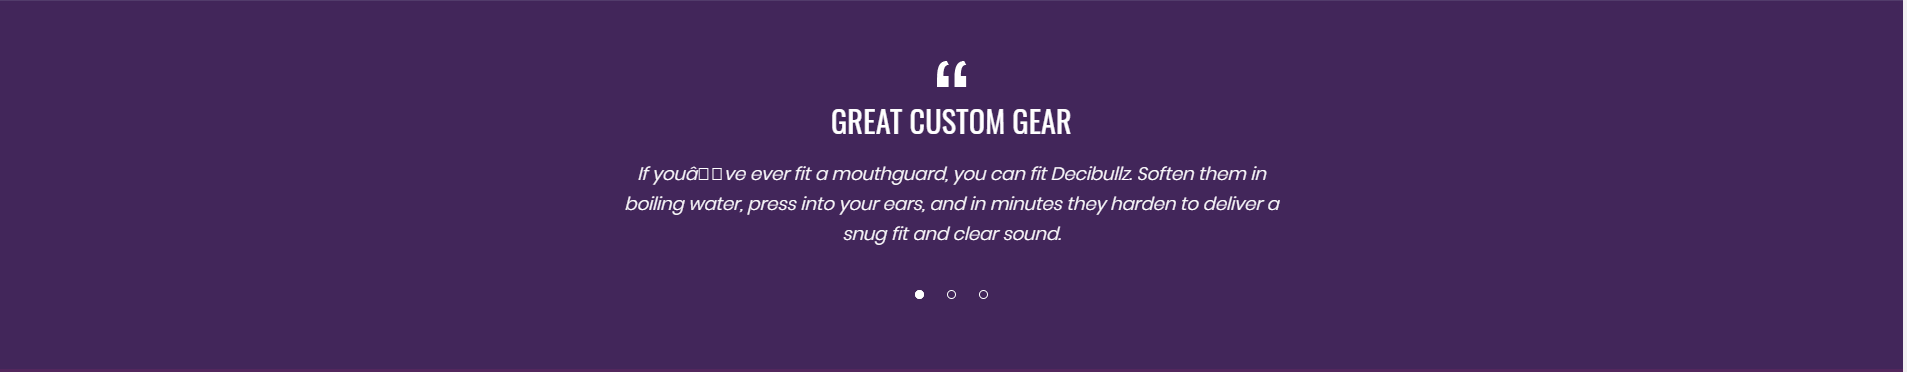 “
GREAT CUSTOM GEAR
If youâ□□ve ever fit a mouthguard, you can fit Decibullz. Soften them in
boiling water, press into your ears, and in minutes they harden to deliver a
snug fit and clear sound.